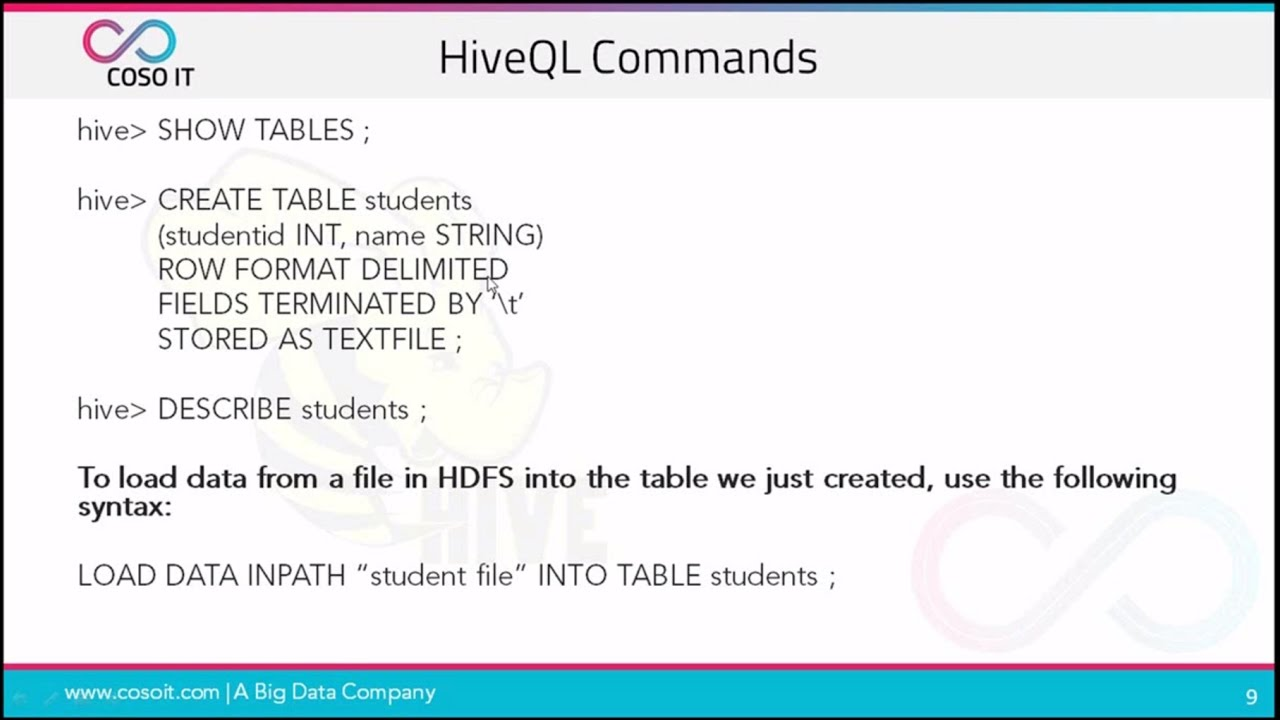 COSO IT
HiveQL Commands
hive> SHOW TABLES ;
hive> CREATE TABLE students
(studentid INT, name STRING)
ROW FORMAT DELIMITED
FIELDS TERMINATED BY ‘\t’
STORED AS TEXTFILE ;
hive> DESCRIBE students ;
To load data from a file in HDFS into the table we just created, use the following
syntax:
HIVE
LOAD DATA INPATH “student file” INTO TABLE students ;
www.cosoit.com | A Big Data Company
9